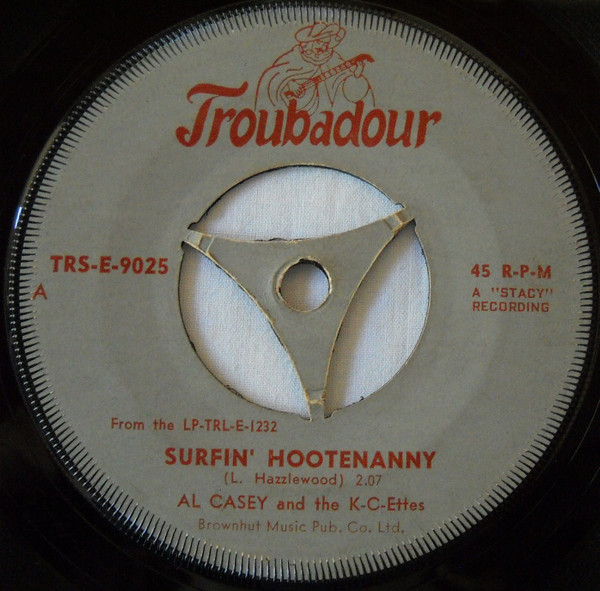 Troubadour
TRS-E-9025
A
45 R-P-M
A "STACY"
RECORDING
From the LP-TRL-E-1232
SURFIN' HOOTENANNY
(L. Hazzlewood) 2.07
AL CASEY and the K-C-Ettes
Brownhut Music Pub. Co. Ltd.